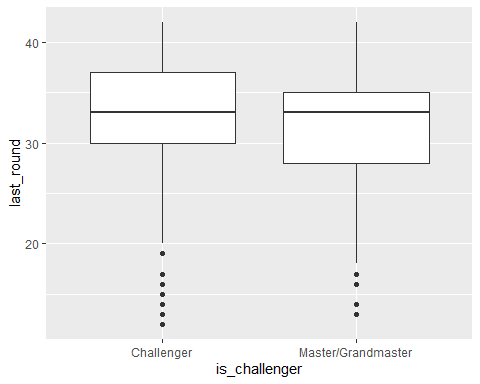 last_round
40
30
20
Challenger
Master/Grandmaster
is_challenger